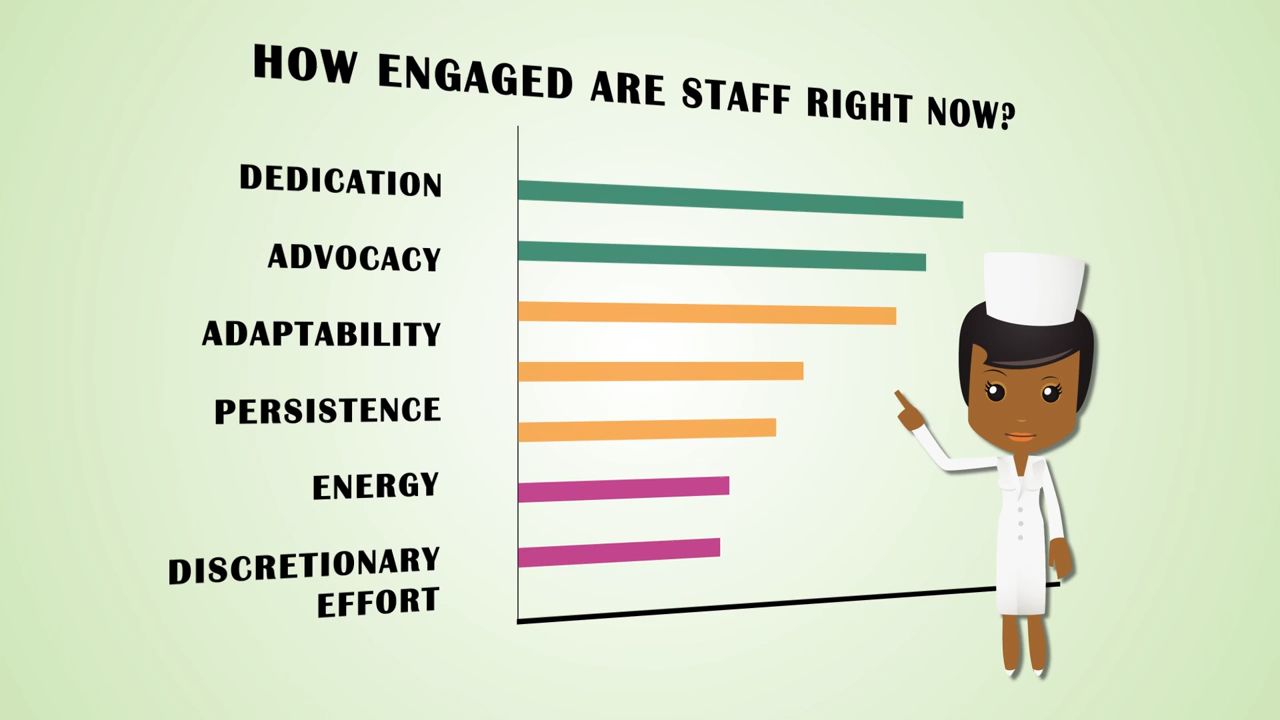 HOW ENGAGED ARE STAFF RIGHT NOW?
DEDICATION
ADVOCACY
ADAPTABILITY
PERSISTENCE
ENERGY
DISCRETIONARY
EFFORT